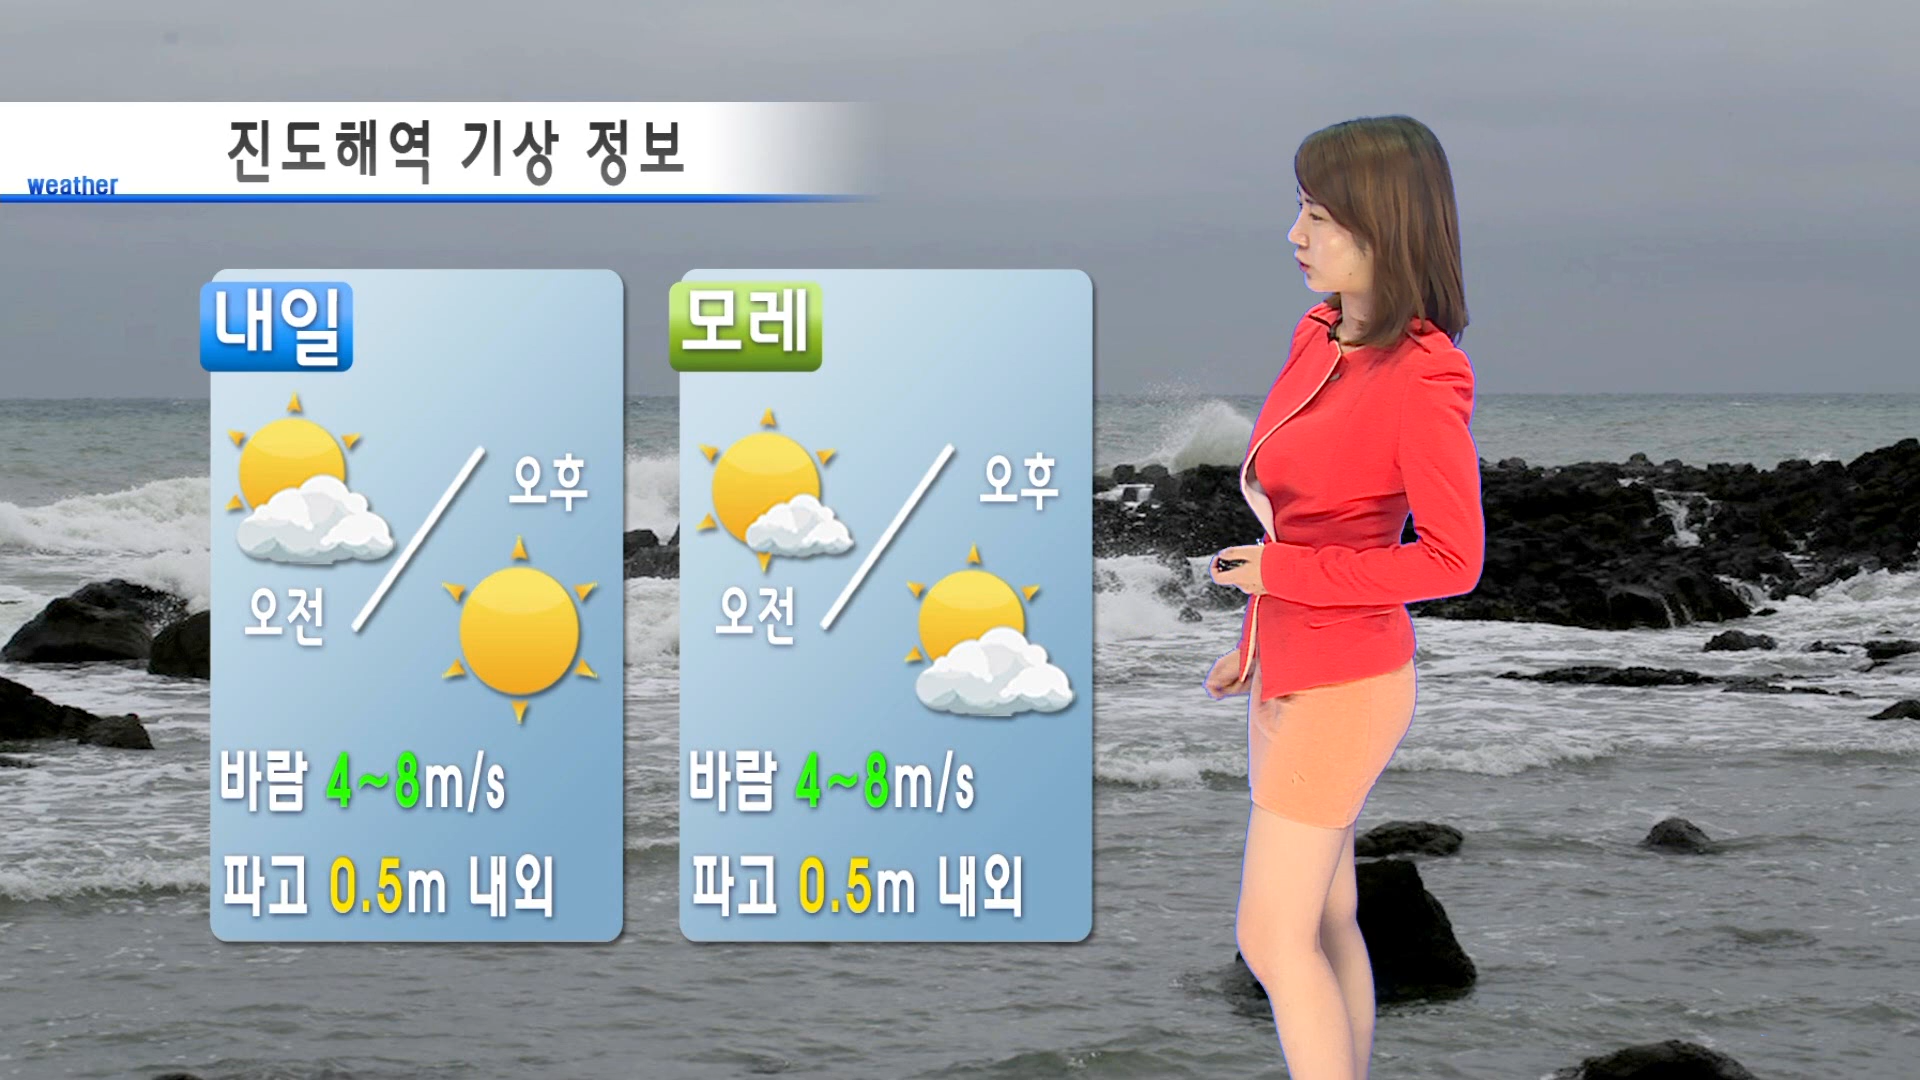 진도해역 기상 정보
weather
내일
오후
오전
바람 4~8m/s
파고 0.5m 내외
모레
오후
오전
바람 4~8m/s
파고 0.5m 내외